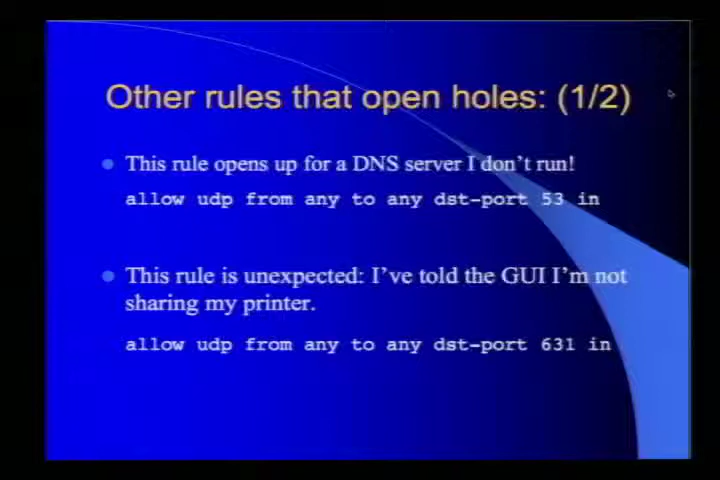 Other rules that open holes: (1/2)
This rule opens up for a DNS server I don't run!
allow udp from any to any dst-port 53 in
This rule is unexpected: I've told the GUI I'm not
sharing my printer.
allow udp from any to any dst-port 631 in